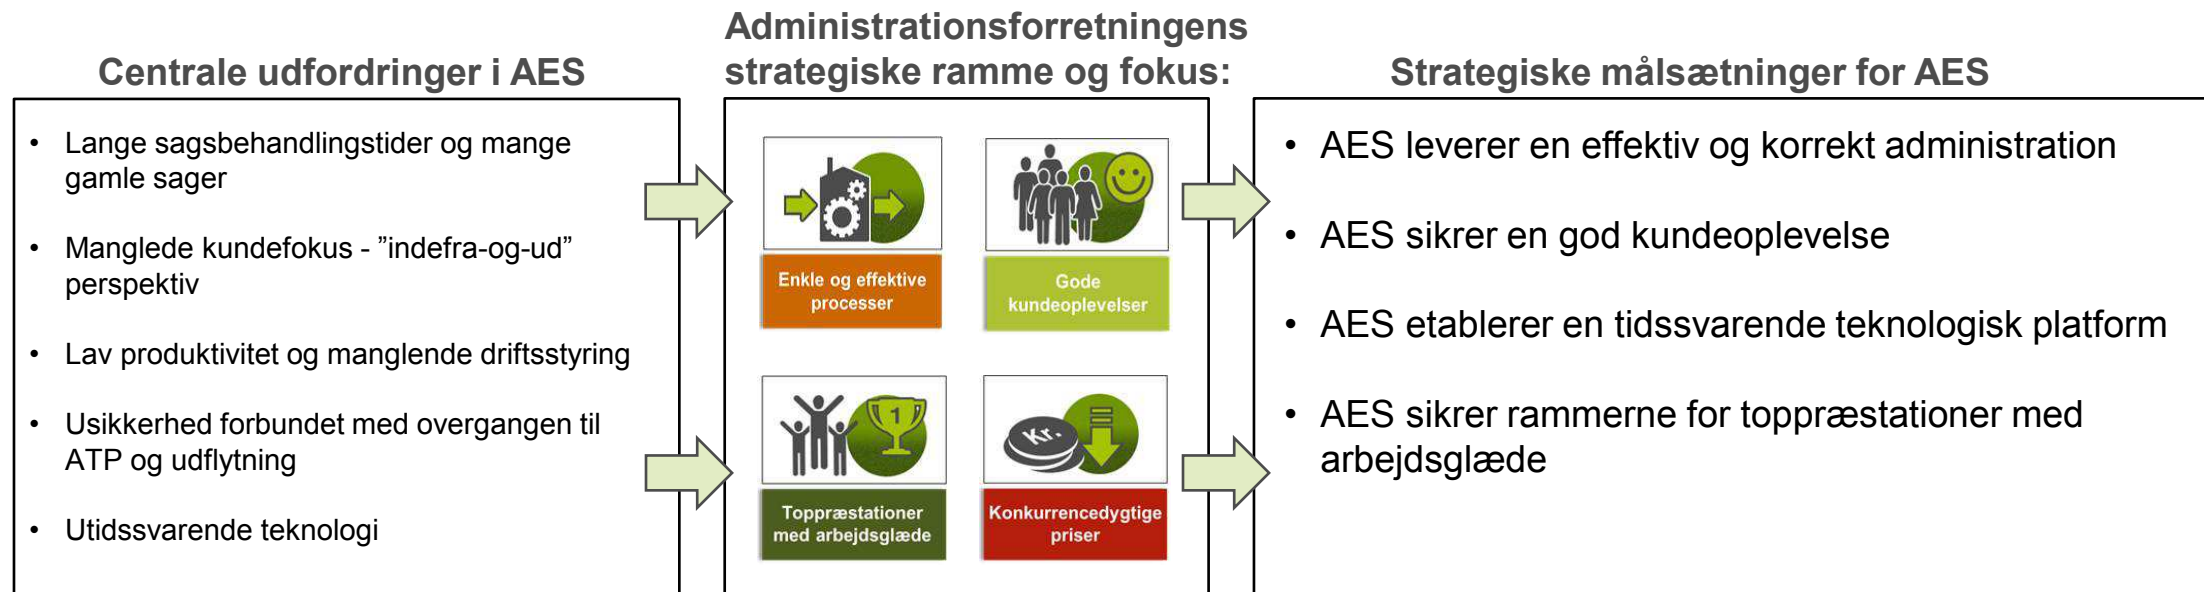 Centrale udfordringer i AES
• Lange sagsbehandlingstider og mange
gamle sager
• Manglede kundefokus - ”indefra-og-ud”
perspektiv
• Lav produktivitet og manglende driftsstyring
• Usikkerhed forbundet med overgangen til
ATP og udflytning
• Utidssvarende teknologi
Administrationsforretningens
strategiske ramme og fokus:
Enkle og effektive
processer
Gode
kundeoplevelser
1
Toppræstationer
med arbejdsglæde
Kr.
Konkurrencedygtige
priser
Strategiske målsætninger for AES
• AES leverer en effektiv og korrekt administration
• AES sikrer en god kundeoplevelse
• AES etablerer en tidssvarende teknologisk platform
• AES sikrer rammerne for toppræstationer med
arbejdsglæde